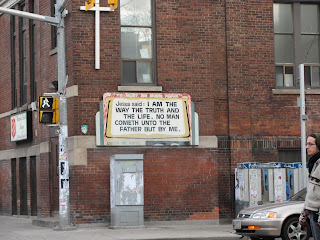 Jesus said: I AM THE
WAY THE TRUTH AND
THE LIFE. NO MAN
COMETH UNTO THE
FATHER BUT BY ME.